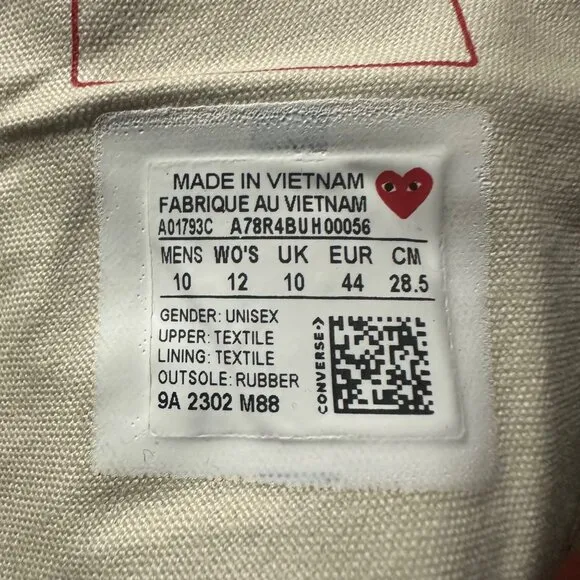 MADE IN VIETNAM
FABRIQUE AU VIETNAM
A01793C A78R4BUH00056
MENS WO'S UK EUR CM
10 12 10 44 28.5
GENDER: UNISEX
UPPER: TEXTILE
LINING: TEXTILE
OUTSOLE: RUBBER
9A 2302 M88
CONVERSE